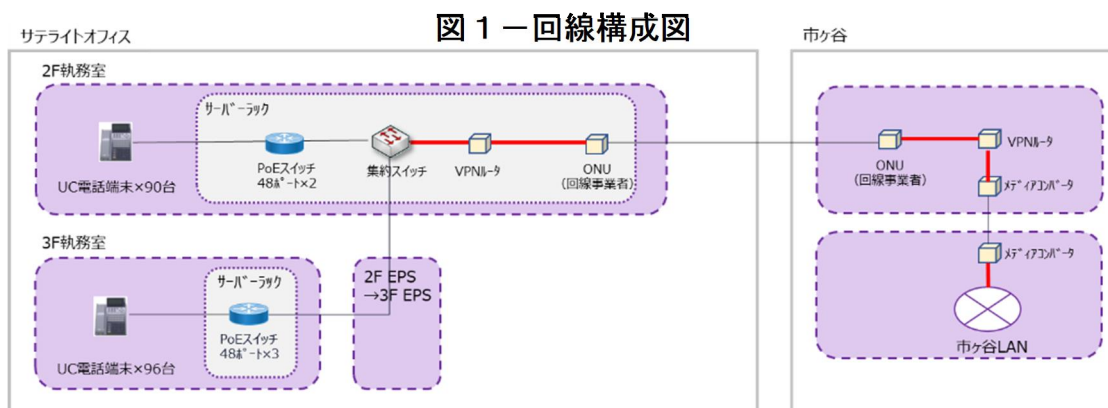 図１－回線構成図
サテライトオフィス
2F執務室
サーバーラック
UC電話端末×90台
PoEスイッチ
48ﾎﾟｰﾄ×2
集約スイッチ
VPNﾙｰﾀ
ONU
(回線事業者)
3F執務室
サーバーラック
UC電話端末×96台
PoEスイッチ
48ﾎﾟｰﾄ×3
2F EPS
→3F EPS
市ヶ谷
ONU
(回線事業者)
VPNﾙｰﾀ
ﾒﾃﾞｨｱｺﾝﾊﾞｰﾀ
ﾒﾃﾞｨｱｺﾝﾊﾞｰﾀ
市ヶ谷LAN